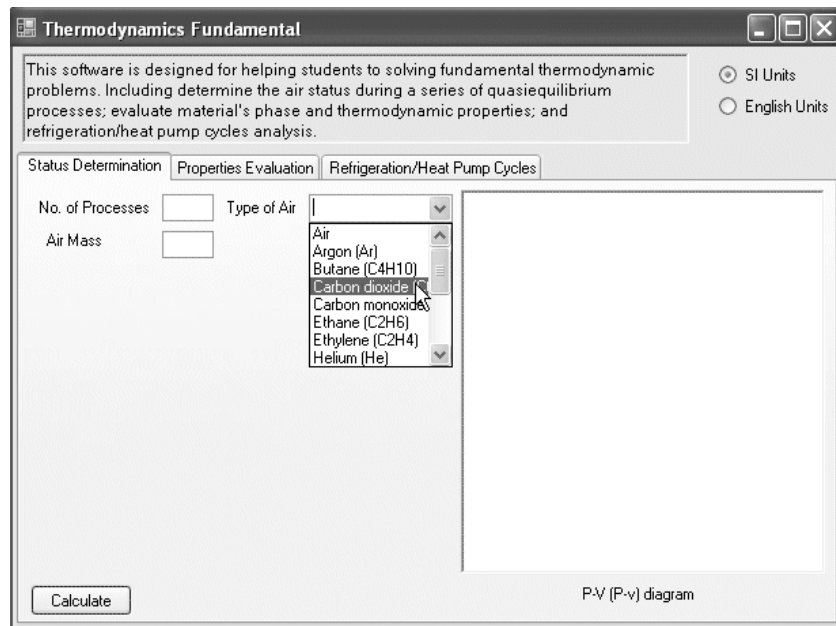 Thermodynamics Fundamental
This software is designed for helping students to solving fundamental thermodynamic
problems. Including determine the air status during a series of quasiequilibrium
processes; evaluate material's phase and thermodynamic properties; and
refrigeration/heat pump cycles analysis.
SI Units
English Units
Status Determination Properties Evaluation Refrigeration/Heat Pump Cycles
No. of Processes Type of Air
Air Mass
Air
Argon (Ar)
Butane (C4H10)
Carbon dioxide
Carbon monoxide
Ethane (C2H6)
Ethylene (C2H4)
Helium (He)
Calculate
P-V (P-v) diagram